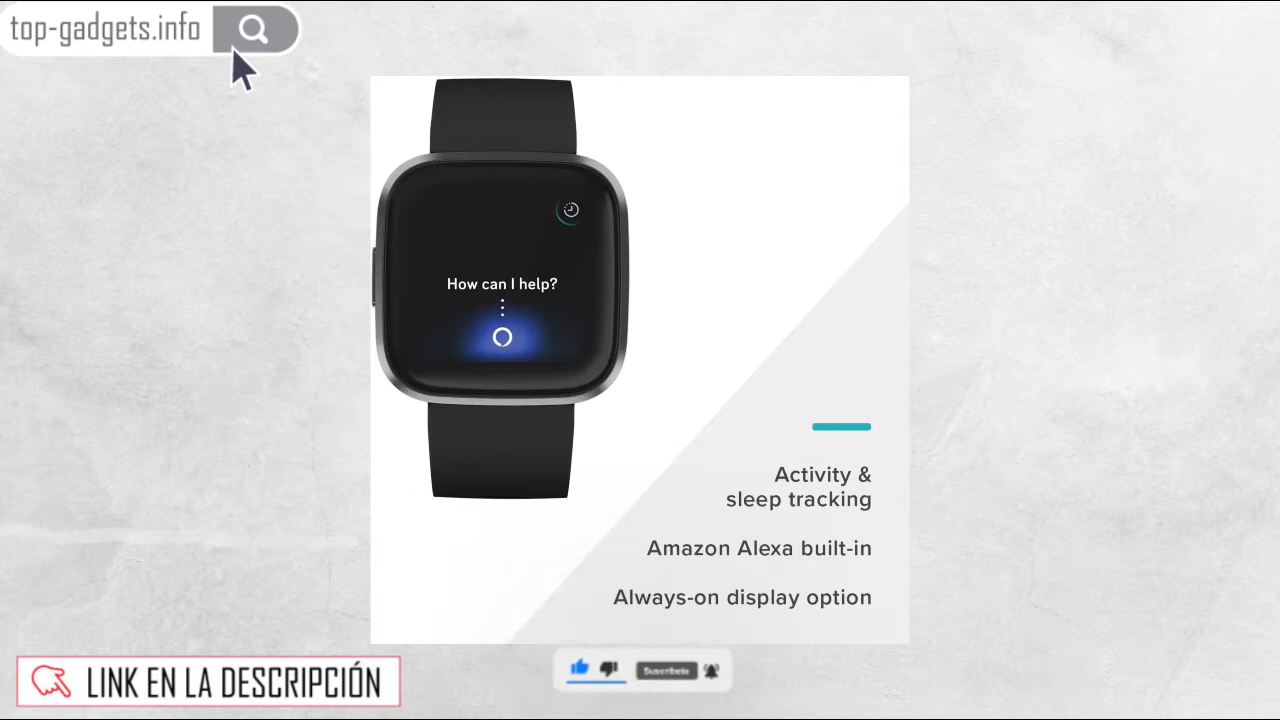 top-gadgets.info
How can I help?
Activity &
sleep tracking
Amazon Alexa built-in
Always-on display option
LINK EN LA DESCRIPCIÓN
Suscríbete